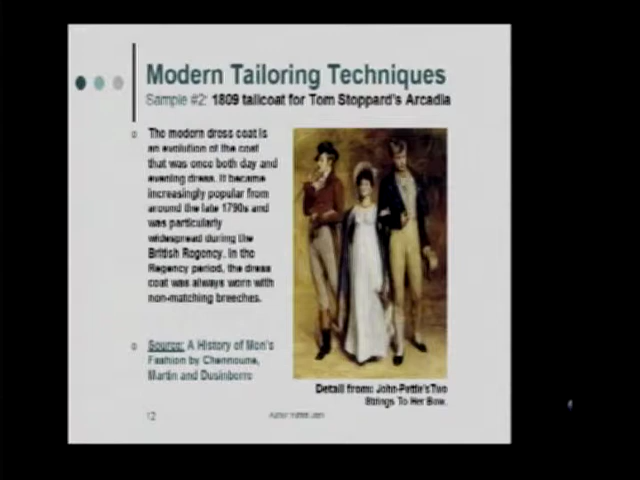 Modern Tailoring Techniques
Sample #2: 1809 tailcoat for Tom Stoppard's Arcadia
o The modern dress coat is
an evolution of the coat
that was once both day and
evening dress. It became
increasingly popular from
around the late 1790s and
was particularly
widespread during the
British Regency. In the
Regency period, the dress
coat was always worn with
non-matching breeches.
o Source: A History of Men's
Fashion by Chennoune,
Martin and Dusinberre
Detail from: John Pettie's Two
Strings To Her Bow.
12